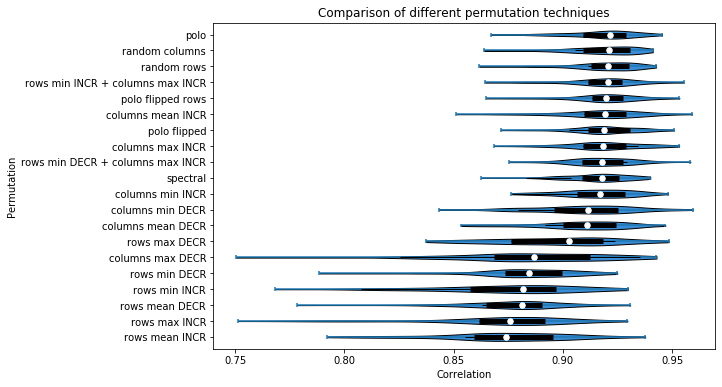 Comparison of different permutation techniques
Permutation
polo
random columns
random rows
rows min INCR + columns max INCR
polo flipped rows
columns mean INCR
polo flipped
columns max INCR
rows min DECR + columns max INCR
spectral
columns min INCR
columns min DECR
columns mean DECR
rows max DECR
columns max DECR
rows min DECR
rows min INCR
rows mean DECR
rows max INCR
rows mean INCR
0.75 0.80 0.85 0.90 0.95
Correlation